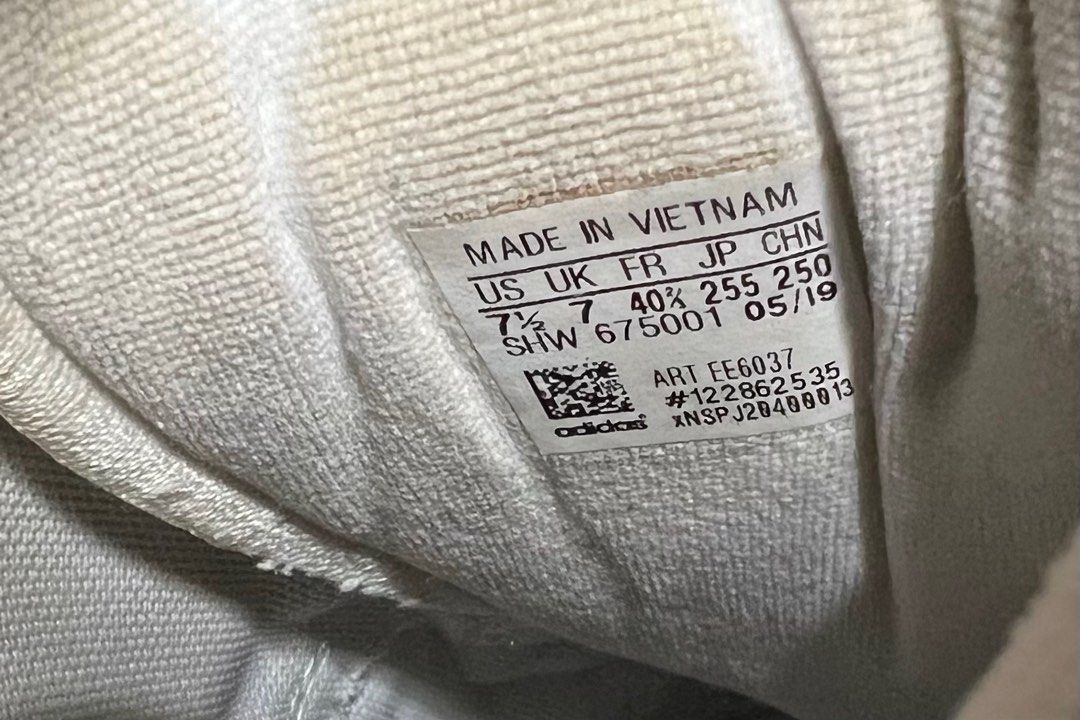 MADE IN VIETNAM
US UK FR JP CHN
7½ 7 40⅔ 255 250
SHW 675001 05/19
ART EE6037
#122862535
xNSPJ20400013
adidas